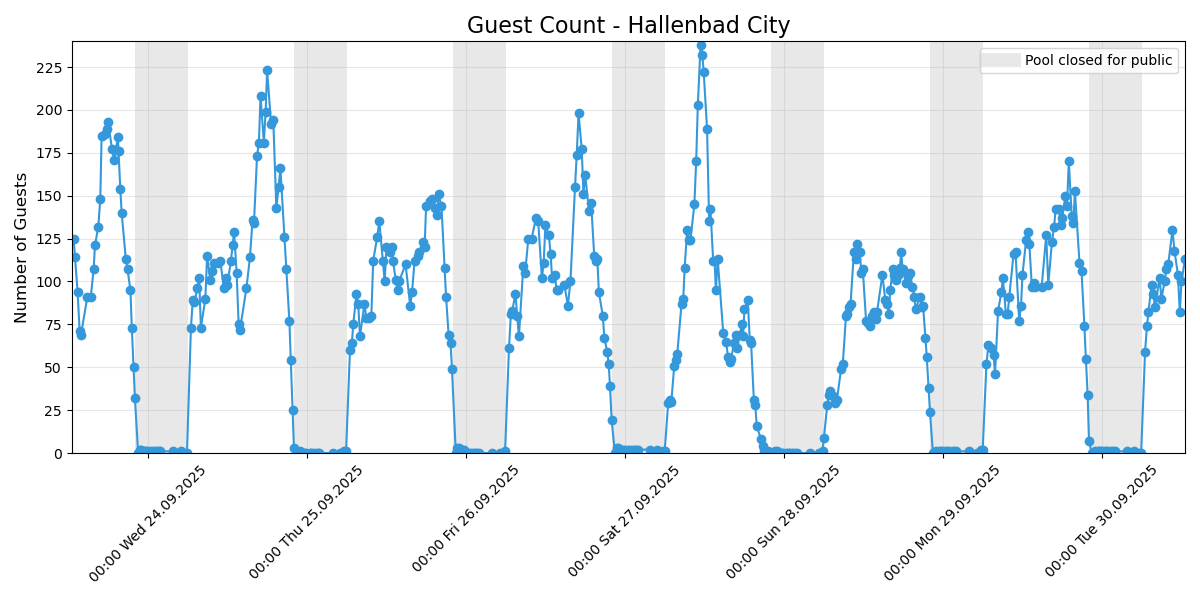 Guest Count - Hallenbad City
Pool closed for public
Number of Guests
225
200
175
150
125
100
75
50
25
0
00:00 Wed 24.09.2025
00:00 Thu 25.09.2025
00:00 Fri 26.09.2025
00:00 Sat 27.09.2025
00:00 Sun 28.09.2025
00:00 Mon 29.09.2025
00:00 Tue 30.09.2025